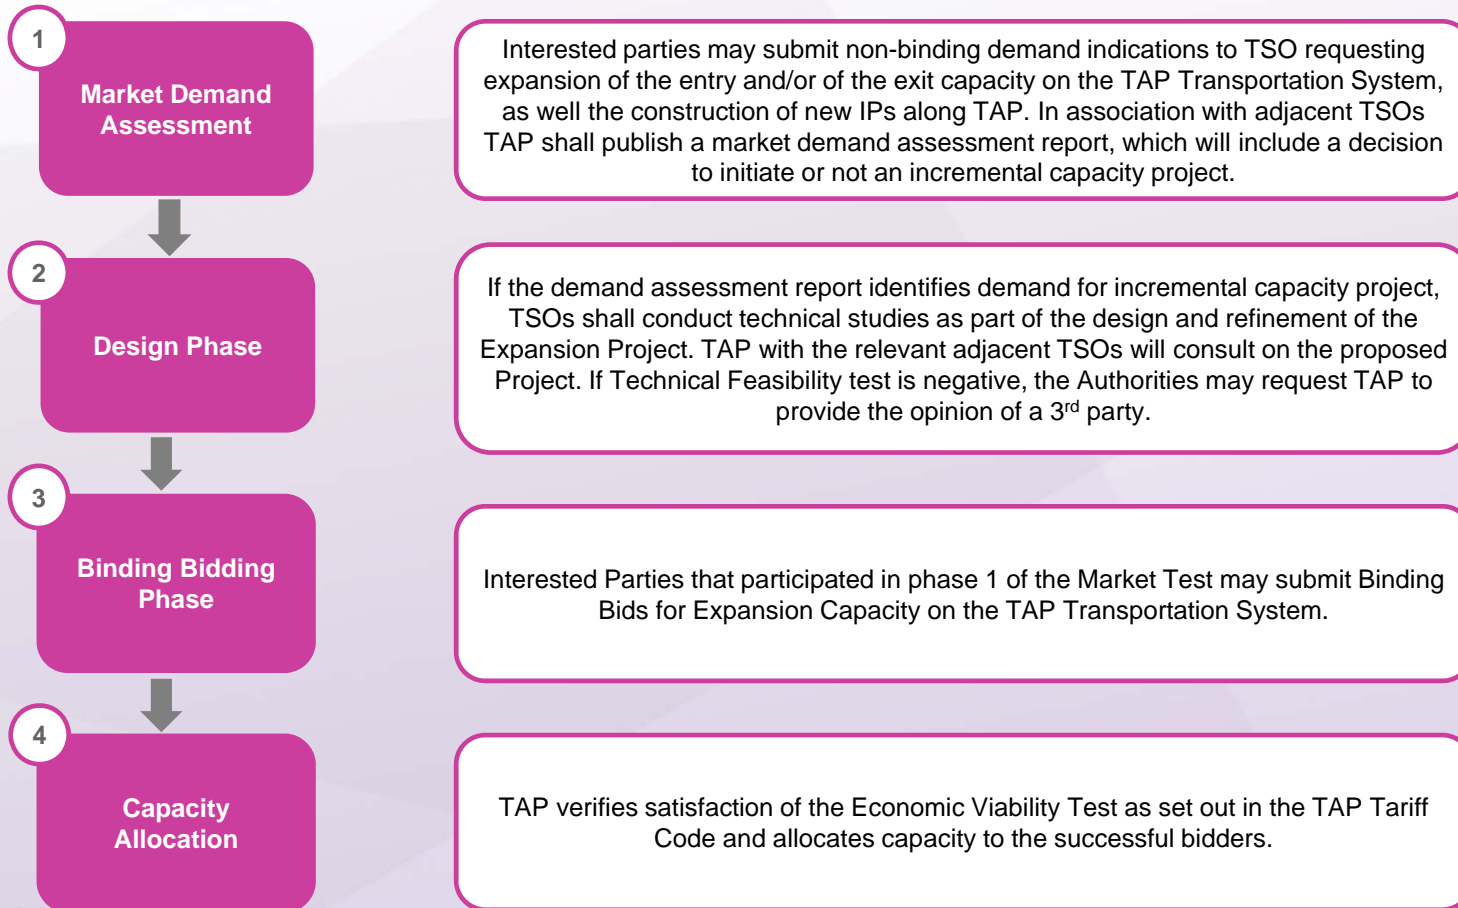 1
Market Demand
Assessment
Interested parties may submit non-binding demand indications to TSO requesting
expansion of the entry and/or of the exit capacity on the TAP Transportation System,
as well the construction of new IPs along TAP. In association with adjacent TSOs
TAP shall publish a market demand assessment report, which will include a decision
to initiate or not an incremental capacity project.
2
Design Phase
If the demand assessment report identifies demand for incremental capacity project,
TSOs shall conduct technical studies as part of the design and refinement of the
Expansion Project. TAP with the relevant adjacent TSOs will consult on the proposed
Project. If Technical Feasibility test is negative, the Authorities may request TAP to
provide the opinion of a 3rd party.
3
Binding Bidding
Phase
Interested Parties that participated in phase 1 of the Market Test may submit Binding
Bids for Expansion Capacity on the TAP Transportation System.
4
Capacity
Allocation
TAP verifies satisfaction of the Economic Viability Test as set out in the TAP Tariff
Code and allocates capacity to the successful bidders.